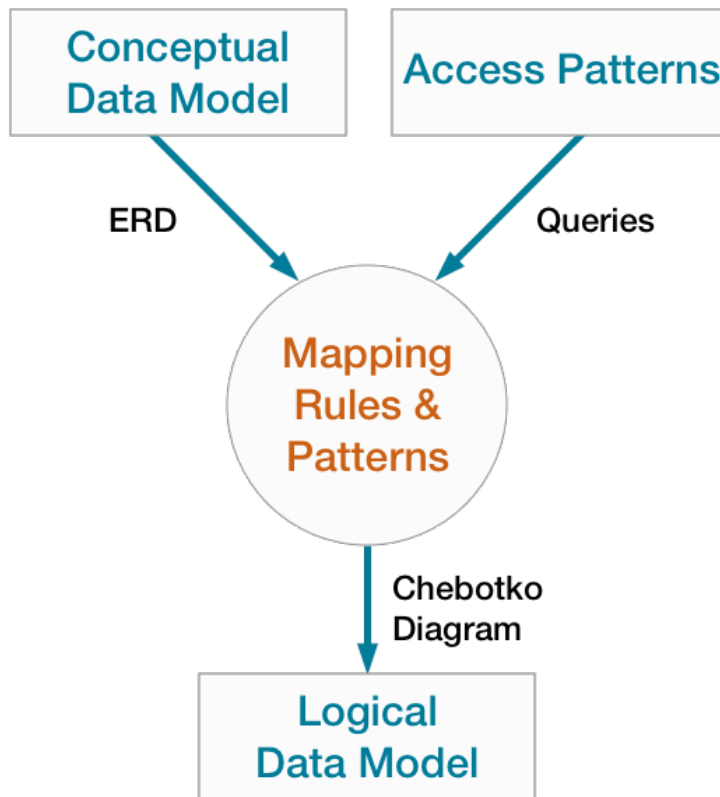 Conceptual
Data Model
Access Patterns
ERD
Queries
Mapping
Rules &
Patterns
Chebotko
Diagram
Logical
Data Model